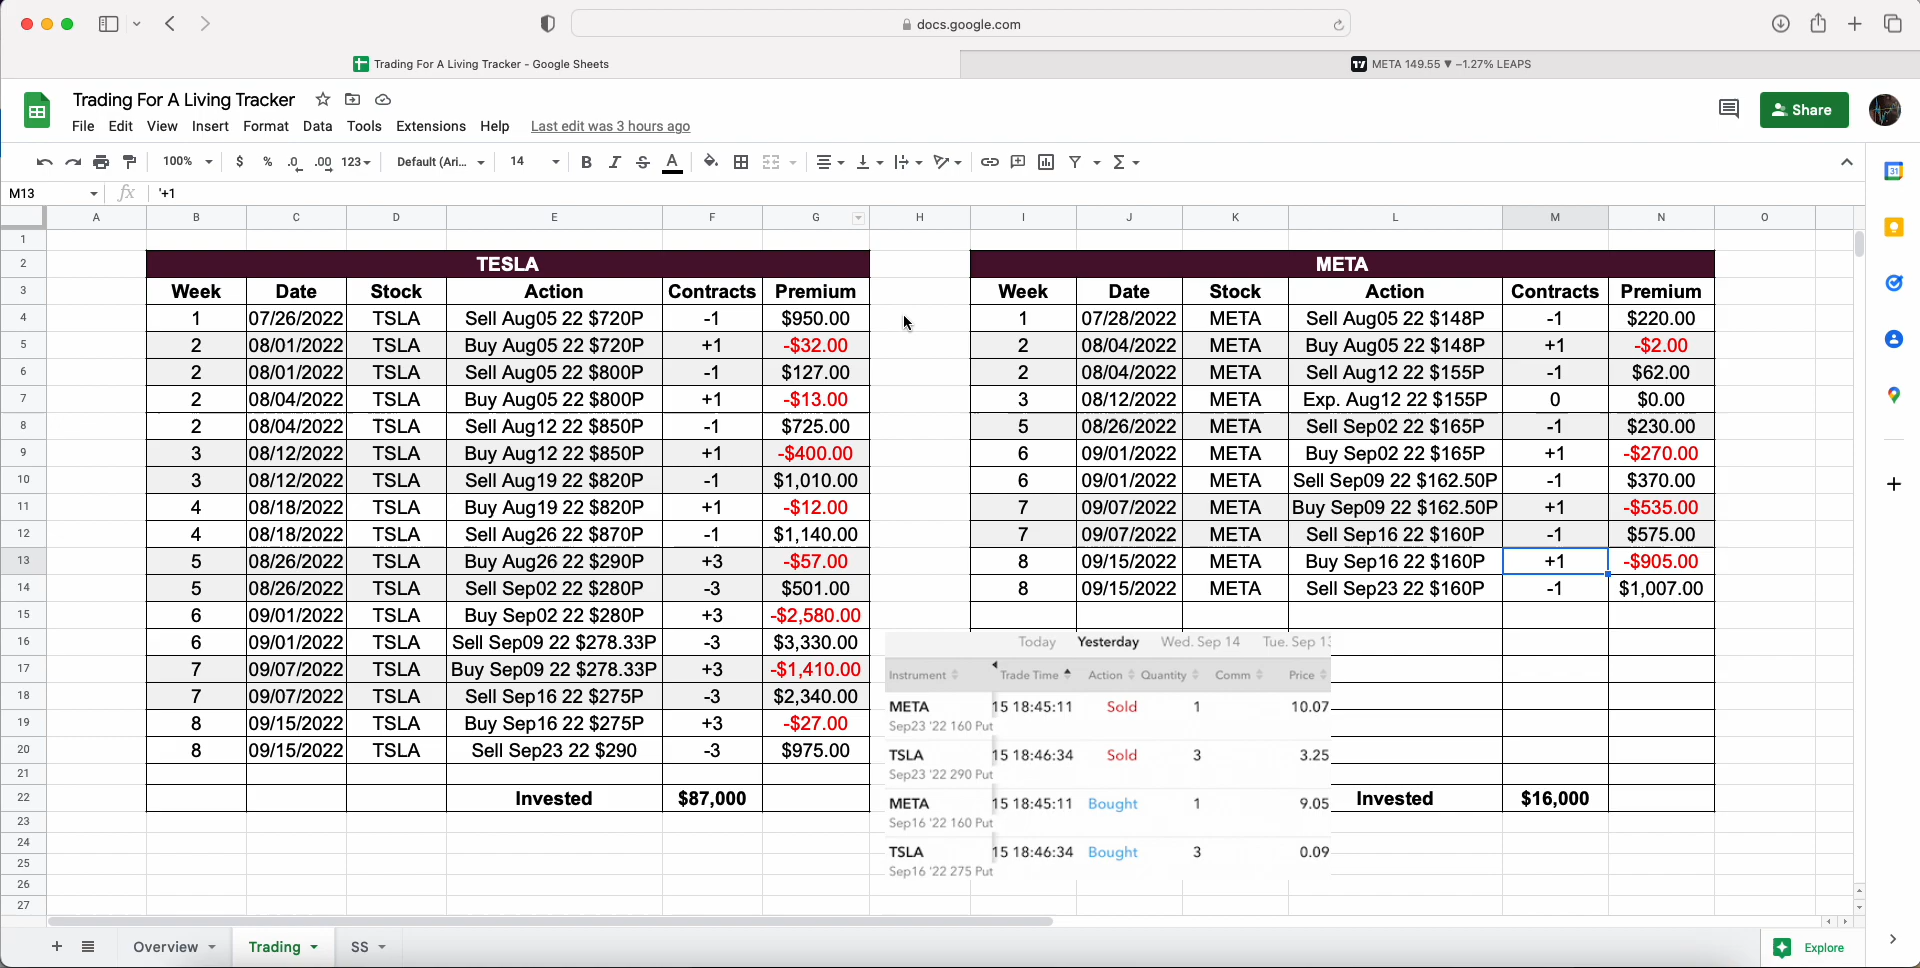 docs.google.com
Trading For A Living Tracker - Google Sheets
META 149.55 ▼ −1.27% LEAPS
Trading For A Living Tracker
Share
File Edit View Insert Format Data Tools Extensions Help Last edit was 3 hours ago
100% $ % .0 .00 123 Default (Ari... 14 B I S A
31
M13 fx '+1
A B C D E F G H I J K L M N O
1
2 TESLA META
3 Week Date Stock Action Contracts Premium Week Date Stock Action Contracts Premium
4 1 07/26/2022 TSLA Sell Aug05 22 $720P -1 $950.00 1 07/28/2022 META Sell Aug05 22 $148P -1 $220.00
5 2 08/01/2022 TSLA Buy Aug05 22 $720P +1 -$32.00 2 08/04/2022 META Buy Aug05 22 $148P +1 -$2.00
6 2 08/01/2022 TSLA Sell Aug05 22 $800P -1 $127.00 2 08/04/2022 META Sell Aug12 22 $155P -1 $62.00
7 2 08/04/2022 TSLA Buy Aug05 22 $800P +1 -$13.00 3 08/12/2022 META Exp. Aug12 22 $155P 0 $0.00
8 2 08/04/2022 TSLA Sell Aug12 22 $850P -1 $725.00 5 08/26/2022 META Sell Sep02 22 $165P -1 $230.00
9 3 08/12/2022 TSLA Buy Aug12 22 $850P +1 -$400.00 6 09/01/2022 META Buy Sep02 22 $165P +1 -$270.00
10 3 08/12/2022 TSLA Sell Aug19 22 $820P -1 $1,010.00 6 09/01/2022 META Sell Sep09 22 $162.50P -1 $370.00
11 4 08/18/2022 TSLA Buy Aug19 22 $820P +1 -$12.00 7 09/07/2022 META Buy Sep09 22 $162.50P +1 -$535.00
12 4 08/18/2022 TSLA Sell Aug26 22 $870P -1 $1,140.00 7 09/07/2022 META Sell Sep16 22 $160P -1 $575.00
13 5 08/26/2022 TSLA Buy Aug26 22 $290P +3 -$57.00 8 09/15/2022 META Buy Sep16 22 $160P +1 -$905.00
14 5 08/26/2022 TSLA Sell Sep02 22 $280P -3 $501.00 8 09/15/2022 META Sell Sep23 22 $160P -1 $1,007.00
15 6 09/01/2022 TSLA Buy Sep02 22 $280P +3 -$2,580.00
16 6 09/01/2022 TSLA Sell Sep09 22 $278.33P -3 $3,330.00
17 7 09/07/2022 TSLA Buy Sep09 22 $278.33P +3 -$1,410.00
18 7 09/07/2022 TSLA Sell Sep16 22 $275P -3 $2,340.00
19 8 09/15/2022 TSLA Buy Sep16 22 $275P +3 -$27.00
20 8 09/15/2022 TSLA Sell Sep23 22 $290 -3 $975.00
21
22 Invested $87,000 Invested $16,000
23
24
25
26
27
Today Yesterday Wed. Sep 14 Tue. Sep 13
Instrument Trade Time Action Quantity Comm Price
META 15 18:45:11 Sold 1 10.07
Sep23 '22 160 Put
TSLA 15 18:46:34 Sold 3 3.25
Sep23 '22 290 Put
META 15 18:45:11 Bought 1 9.05
Sep16 '22 160 Put
TSLA 15 18:46:34 Bought 3 0.09
Sep16 '22 275 Put
Overview Trading SS Explore